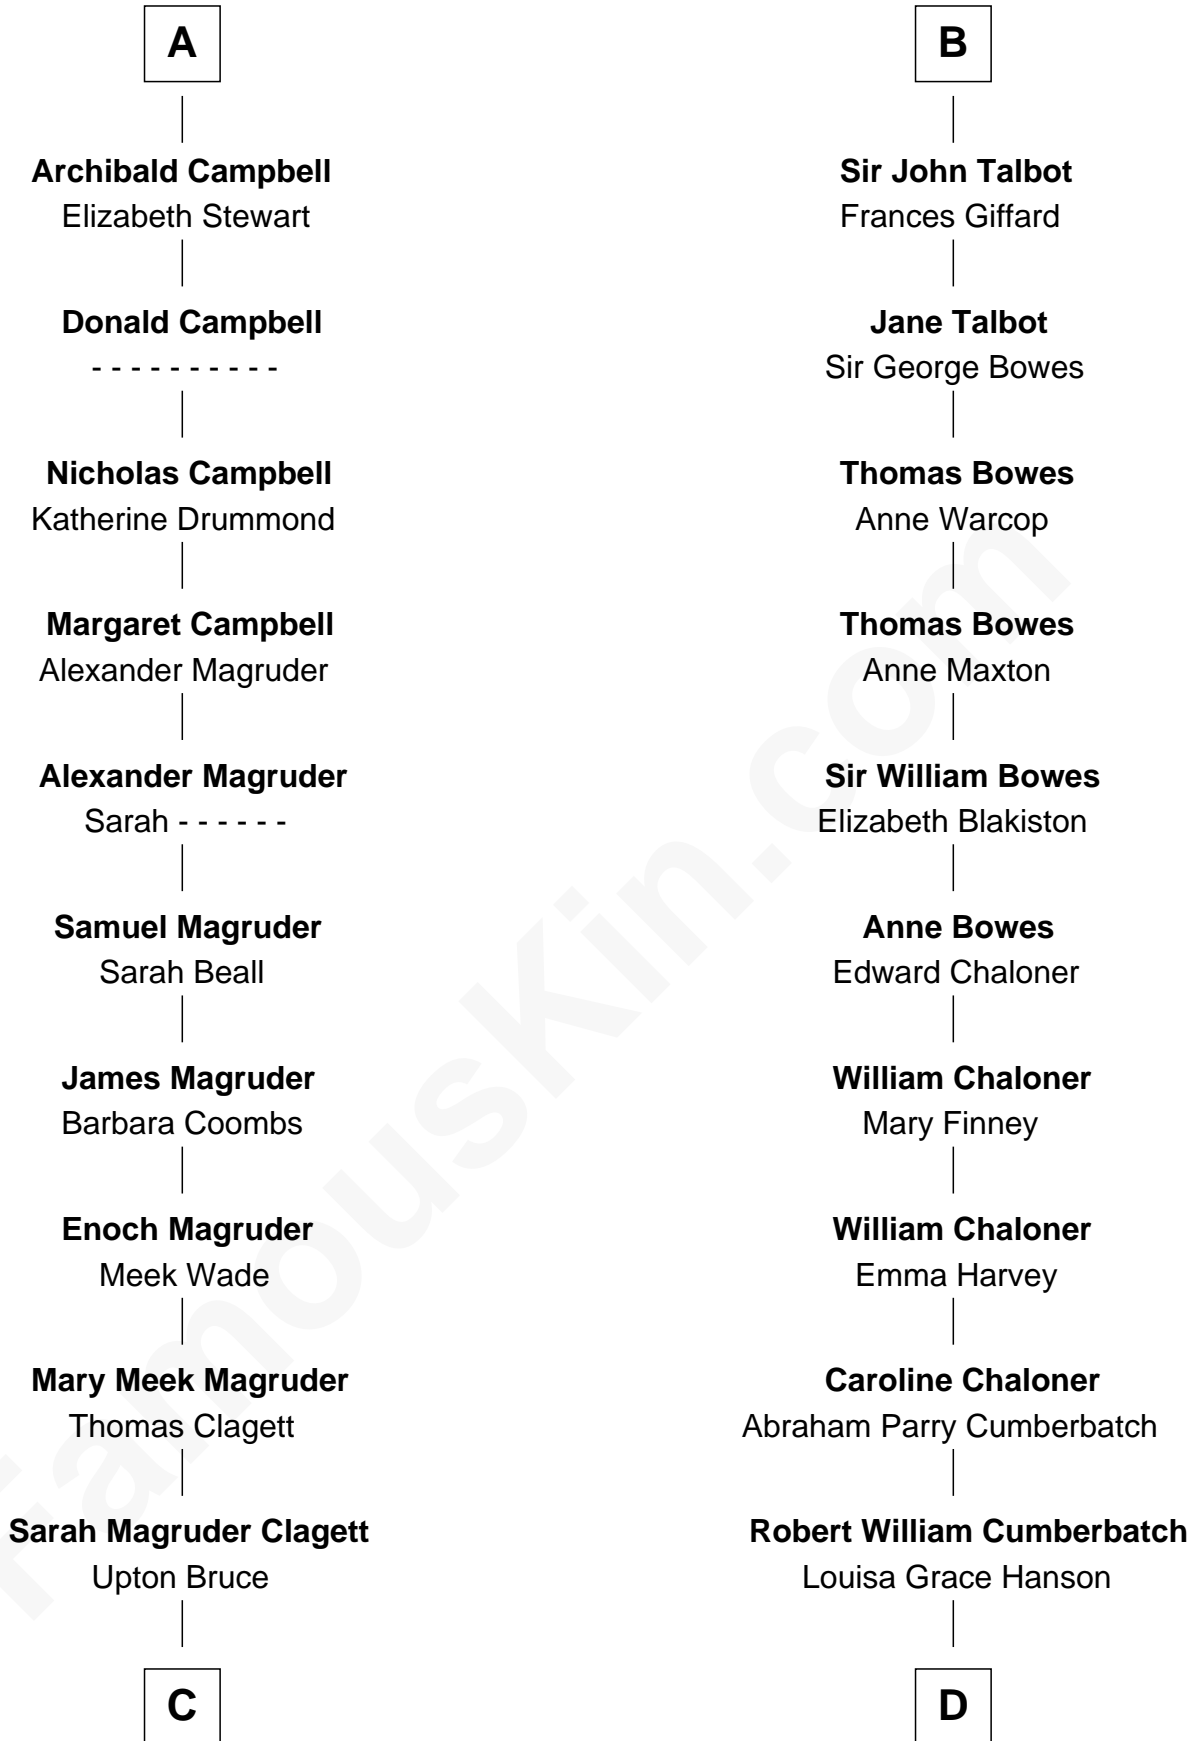 A
Archibald Campbell
Elizabeth Stewart
Donald Campbell
- - - - - - - - - -
Nicholas Campbell
Katherine Drummond
Margaret Campbell
Alexander Magruder
Alexander Magruder
Sarah - - - - - -
Samuel Magruder
Sarah Beall
James Magruder
Barbara Coombs
Enoch Magruder
Meek Wade
Mary Meek Magruder
Thomas Clagett
Sarah Magruder Clagett
Upton Bruce
C
B
Sir John Talbot
Frances Giffard
Jane Talbot
Sir George Bowes
Thomas Bowes
Anne Warcop
Thomas Bowes
Anne Maxton
Sir William Bowes
Elizabeth Blakiston
Anne Bowes
Edward Chaloner
William Chaloner
Mary Finney
William Chaloner
Emma Harvey
Caroline Chaloner
Abraham Parry Cumberbatch
Robert William Cumberbatch
Louisa Grace Hanson
D
FamousKin.com